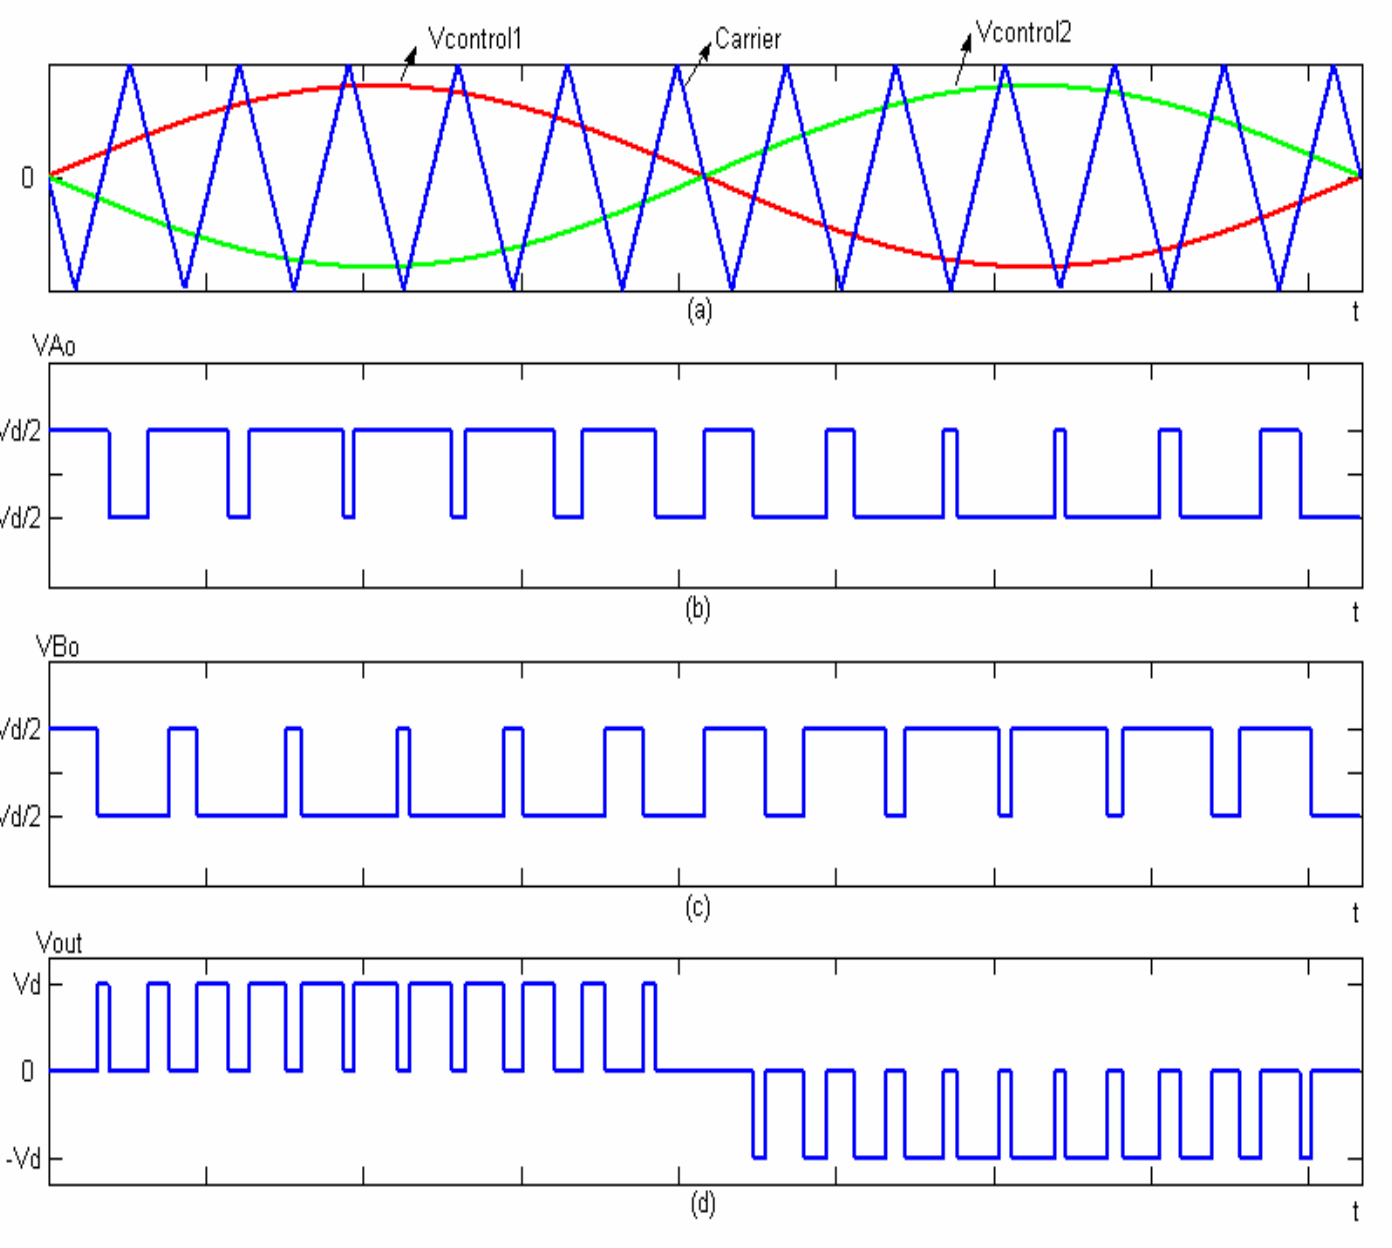 Vcontrol1
Carrier
Vcontrol2
0
(a)
t
VAo
Vd/2
Vd/2
(b)
t
VBo
Vd/2
Vd/2
(c)
t
Vout
Vd
0
-Vd
(d)
t